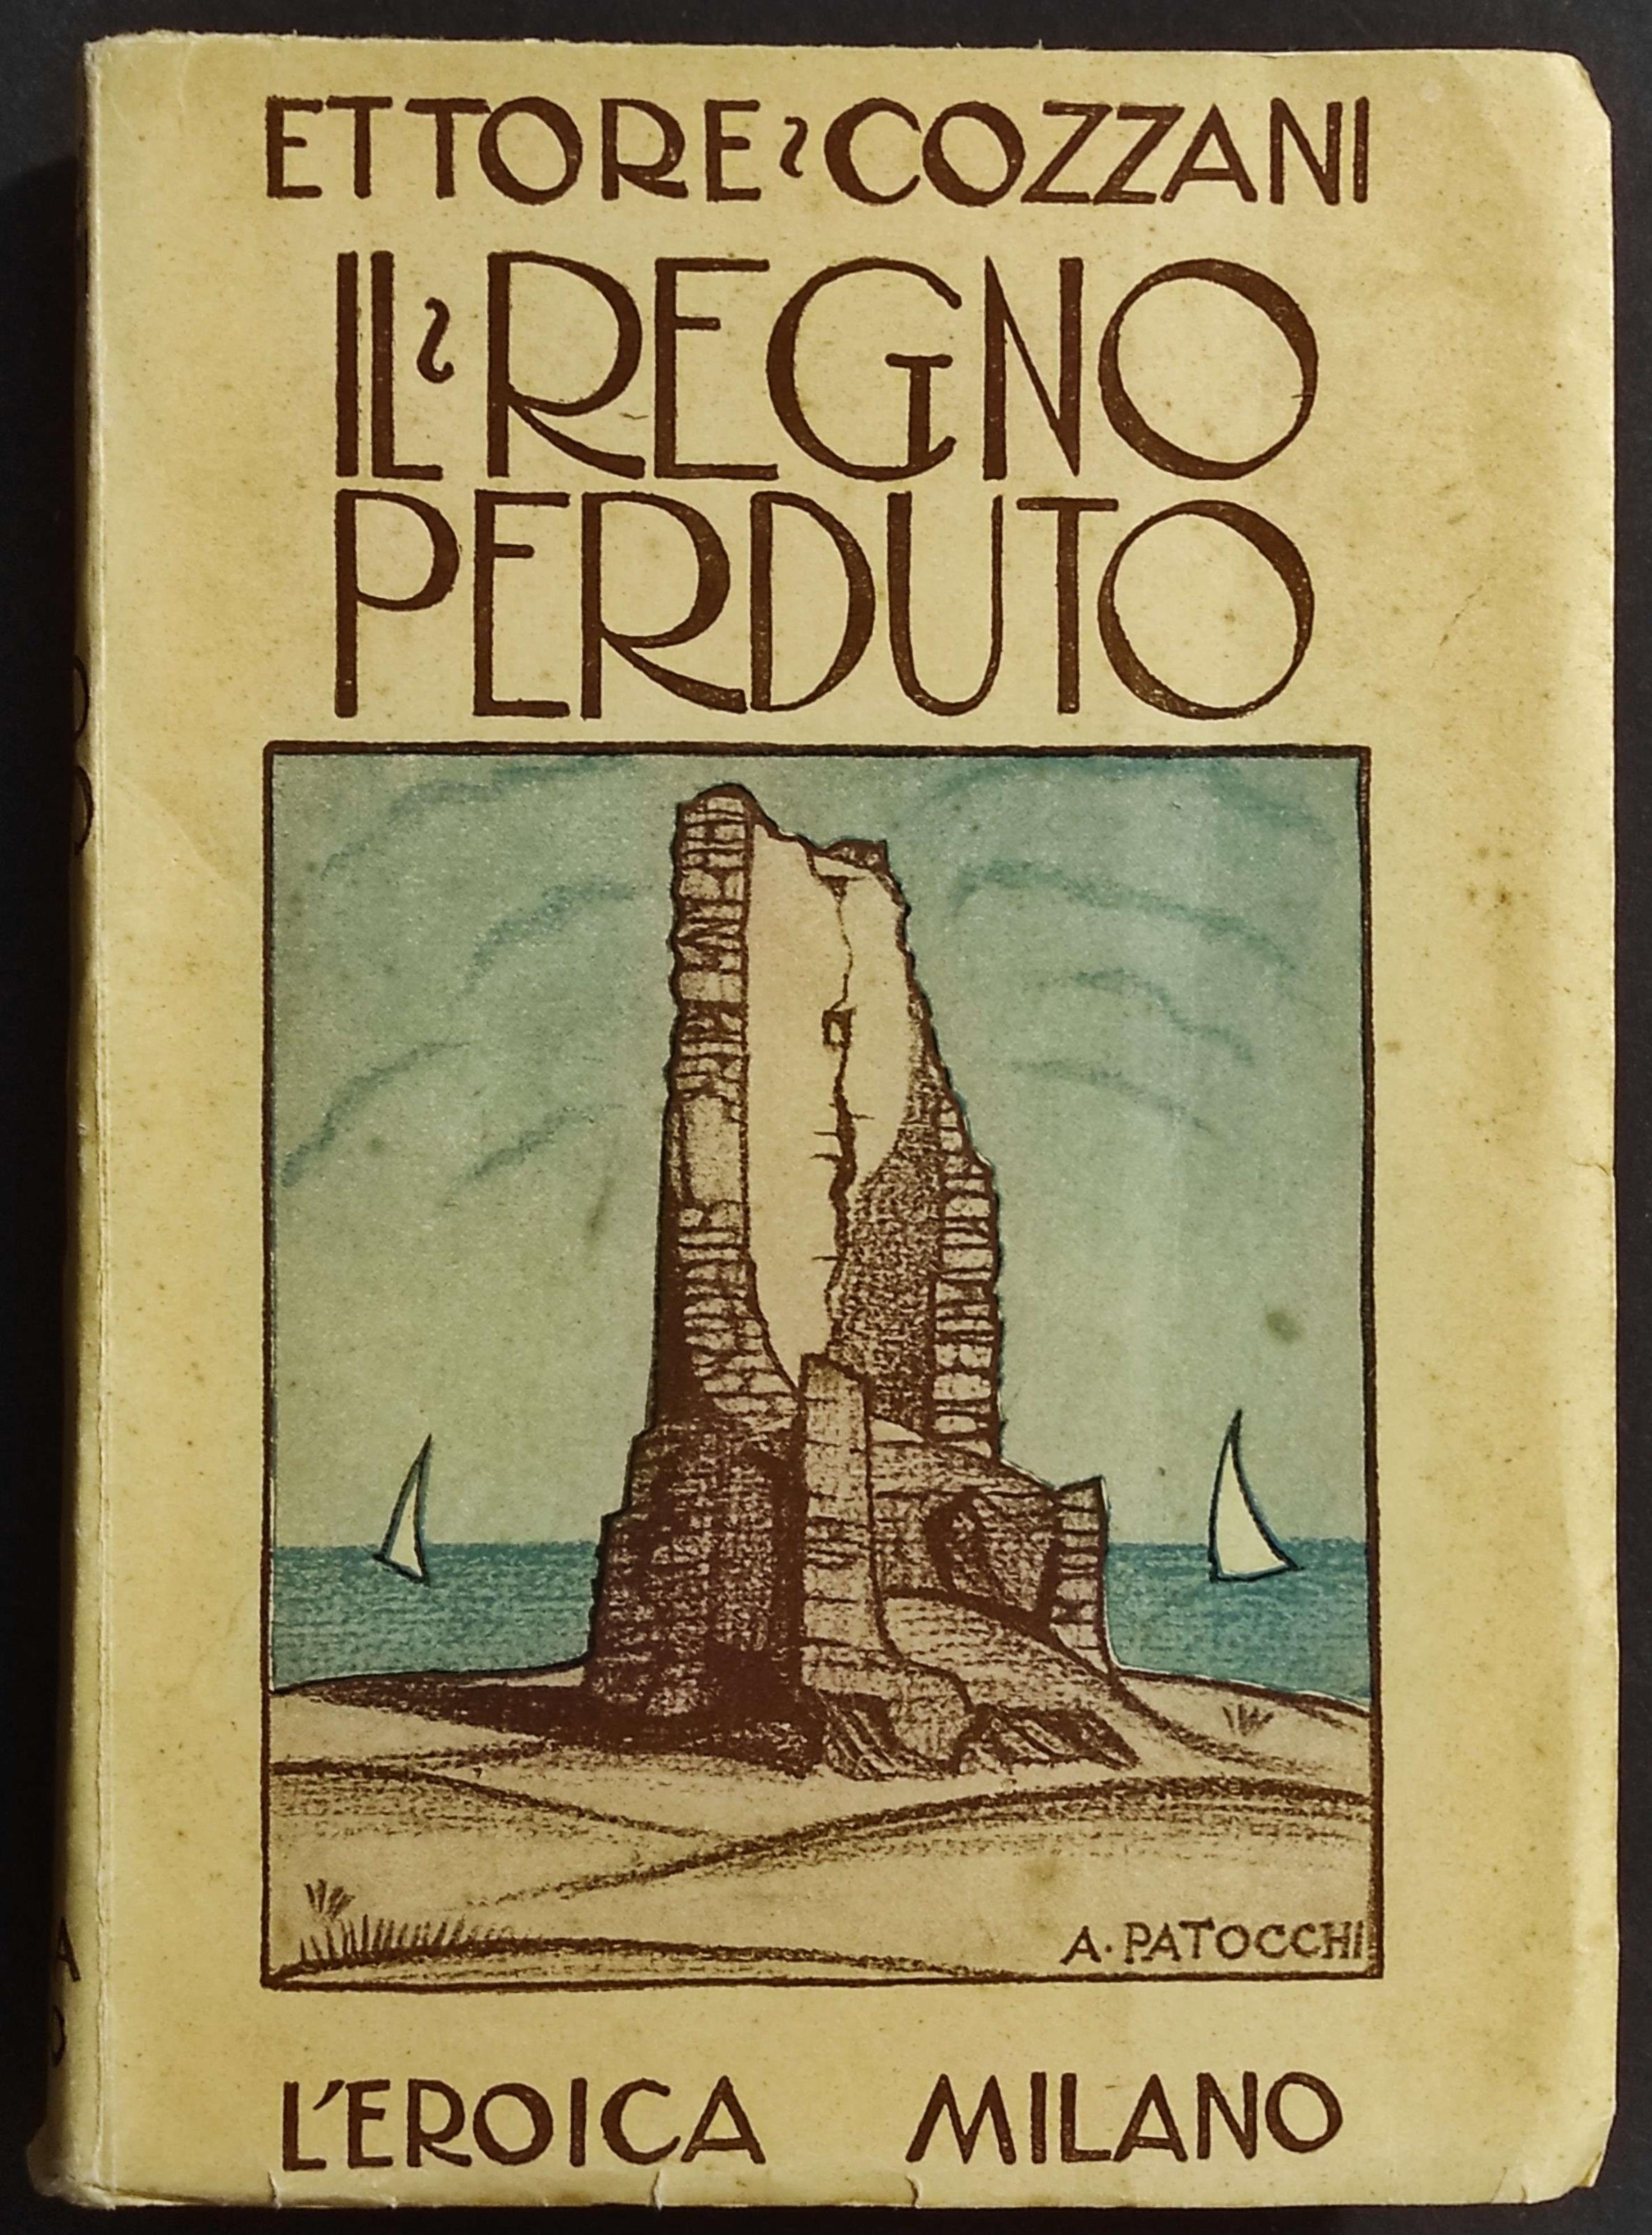 ETTORE COZZANI
IL REGNO
PERDUTO
A. PATOCCHI
L'EROICA MILANO